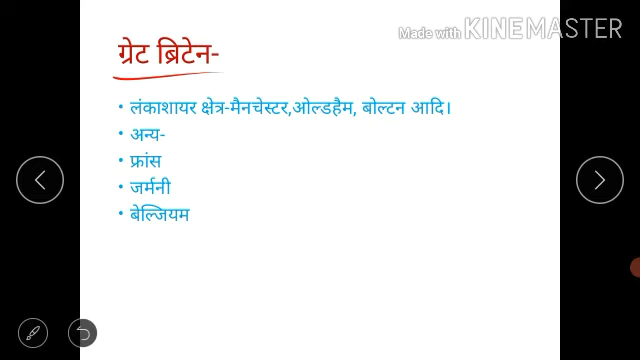 Made with KINEMASTER
ग्रेट ब्रिटेन-
• लंकाशायर क्षेत्र-मैनचेस्टर,ओल्डहैम, बोल्टन आदि।
• अन्य-
• फ्रांस
• जर्मनी
• बेल्जियम